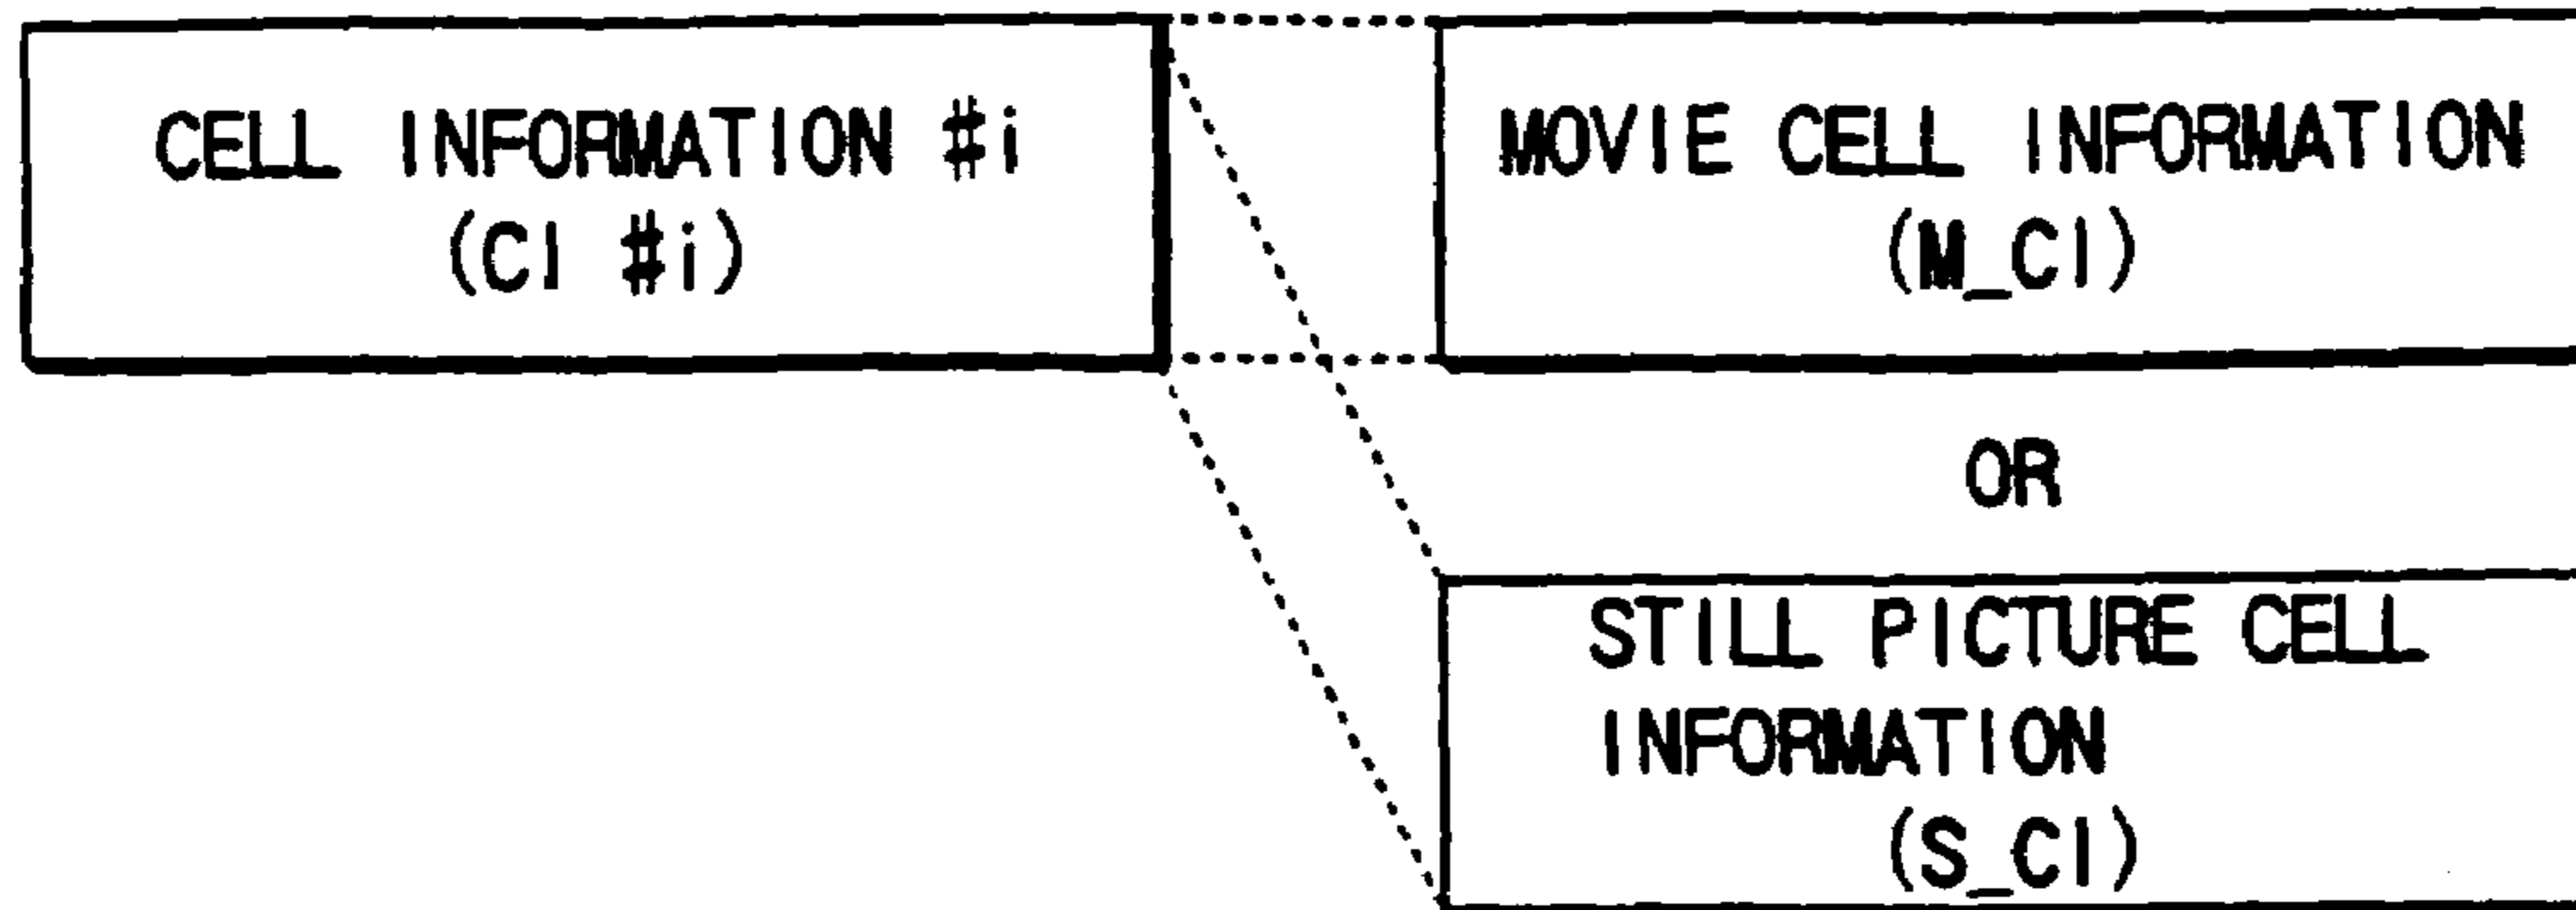 CELL INFORMATION #i
(CI #i)
MOVIE CELL INFORMATION
(M_CI)
OR
STILL PICTURE CELL
INFORMATION
(S_CI)